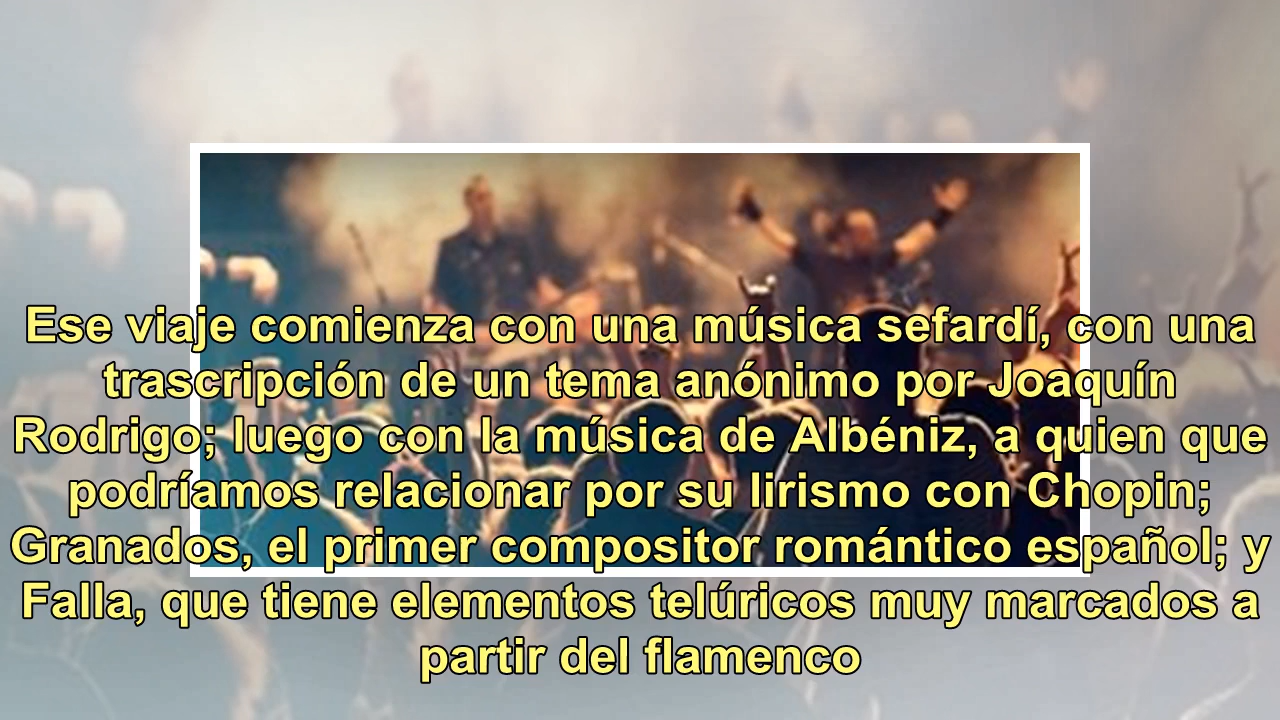 Ese viaje comienza con una música sefardí, con una
trascripción de un tema anónimo por Joaquín
Rodrigo; luego con la música de Albéniz, a quien que
podríamos relacionar por su lirismo con Chopin;
Granados, el primer compositor romántico español; y
Falla, que tiene elementos telúricos muy marcados a
partir del flamenco